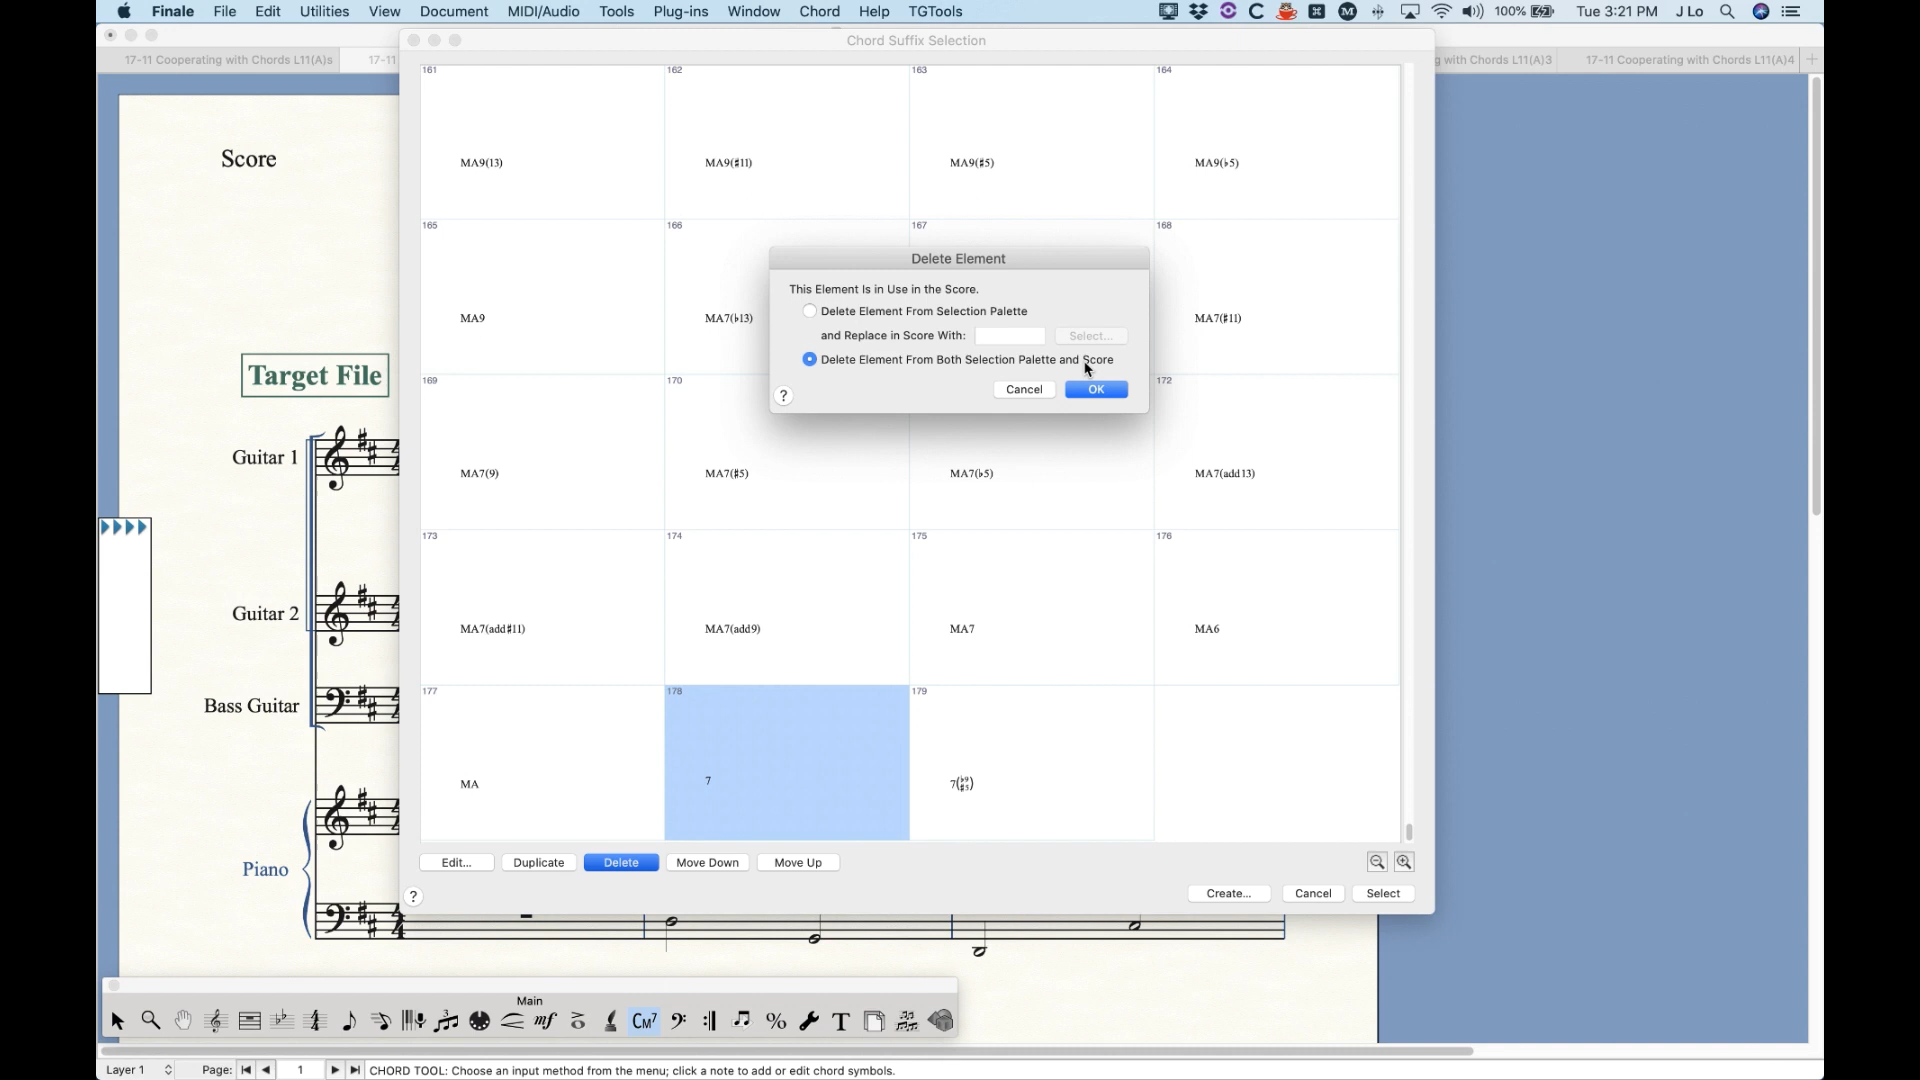 Finale File Edit Utilities View Document MIDI/Audio Tools Plug-ins Window Chord Help TGTools 100% Tue 3:21 PM J Lo
Chord Suffix Selection
17-11 Cooperating with Chords L11(A)s 17-11 g with Chords L11(A)3 17-11 Cooperating with Chords L11(A)4
161 162 163 164
MA9(13) MA9(♯11) MA9(♯5) MA9(♭5)
Score
165 166 167 168
MA9 MA7(♭13) MA7(♯11)
Delete Element
This Element Is in Use in the Score.
Delete Element From Selection Palette
and Replace in Score With: Select...
Delete Element From Both Selection Palette and Score
? Cancel OK
Target File
169 170 172
MA7(9) MA7(♯5) MA7(♭5) MA7(add13)
Guitar 1
173 174 175 176
MA7(add♯11) MA7(add9) MA7 MA6
Guitar 2
177 178 179
MA 7 7(♭9 ♯5)
Bass Guitar
Piano
Edit... Duplicate Delete Move Down Move Up
? Create... Cancel Select
Main
CM7
mf
%
T
Layer 1 Page: 1 CHORD TOOL: Choose an input method from the menu; click a note to add or edit chord symbols.